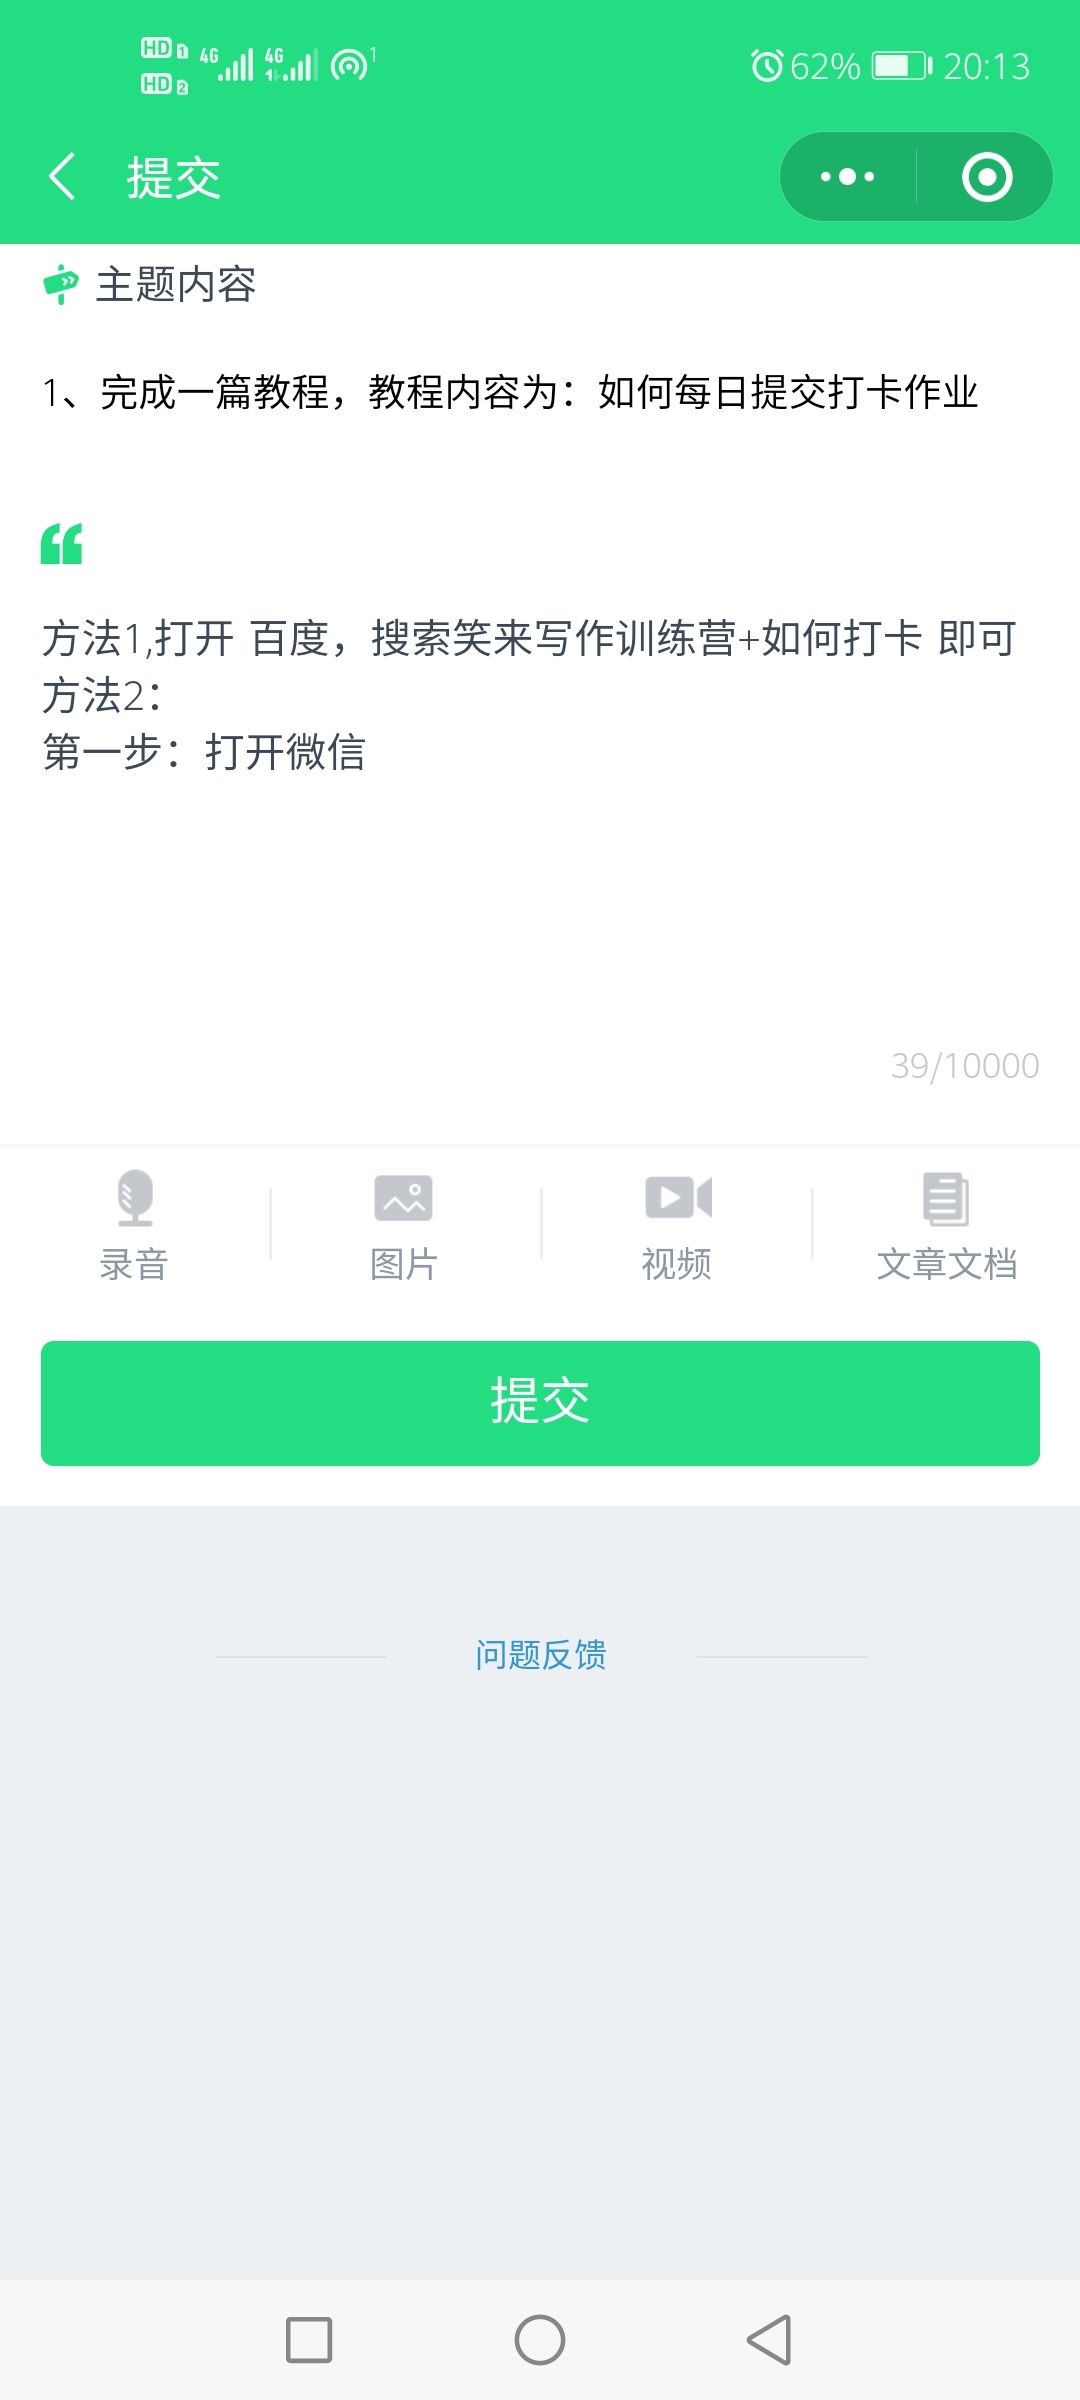 HD 1 4G 4G 1 62% 20:13
HD 2
提交
主题内容
1、完成一篇教程，教程内容为：如何每日提交打卡作业
方法1,打开 百度，搜索笑来写作训练营+如何打卡 即可
方法2：
第一步：打开微信
39/10000
录音 图片 视频 文章文档
提交
问题反馈